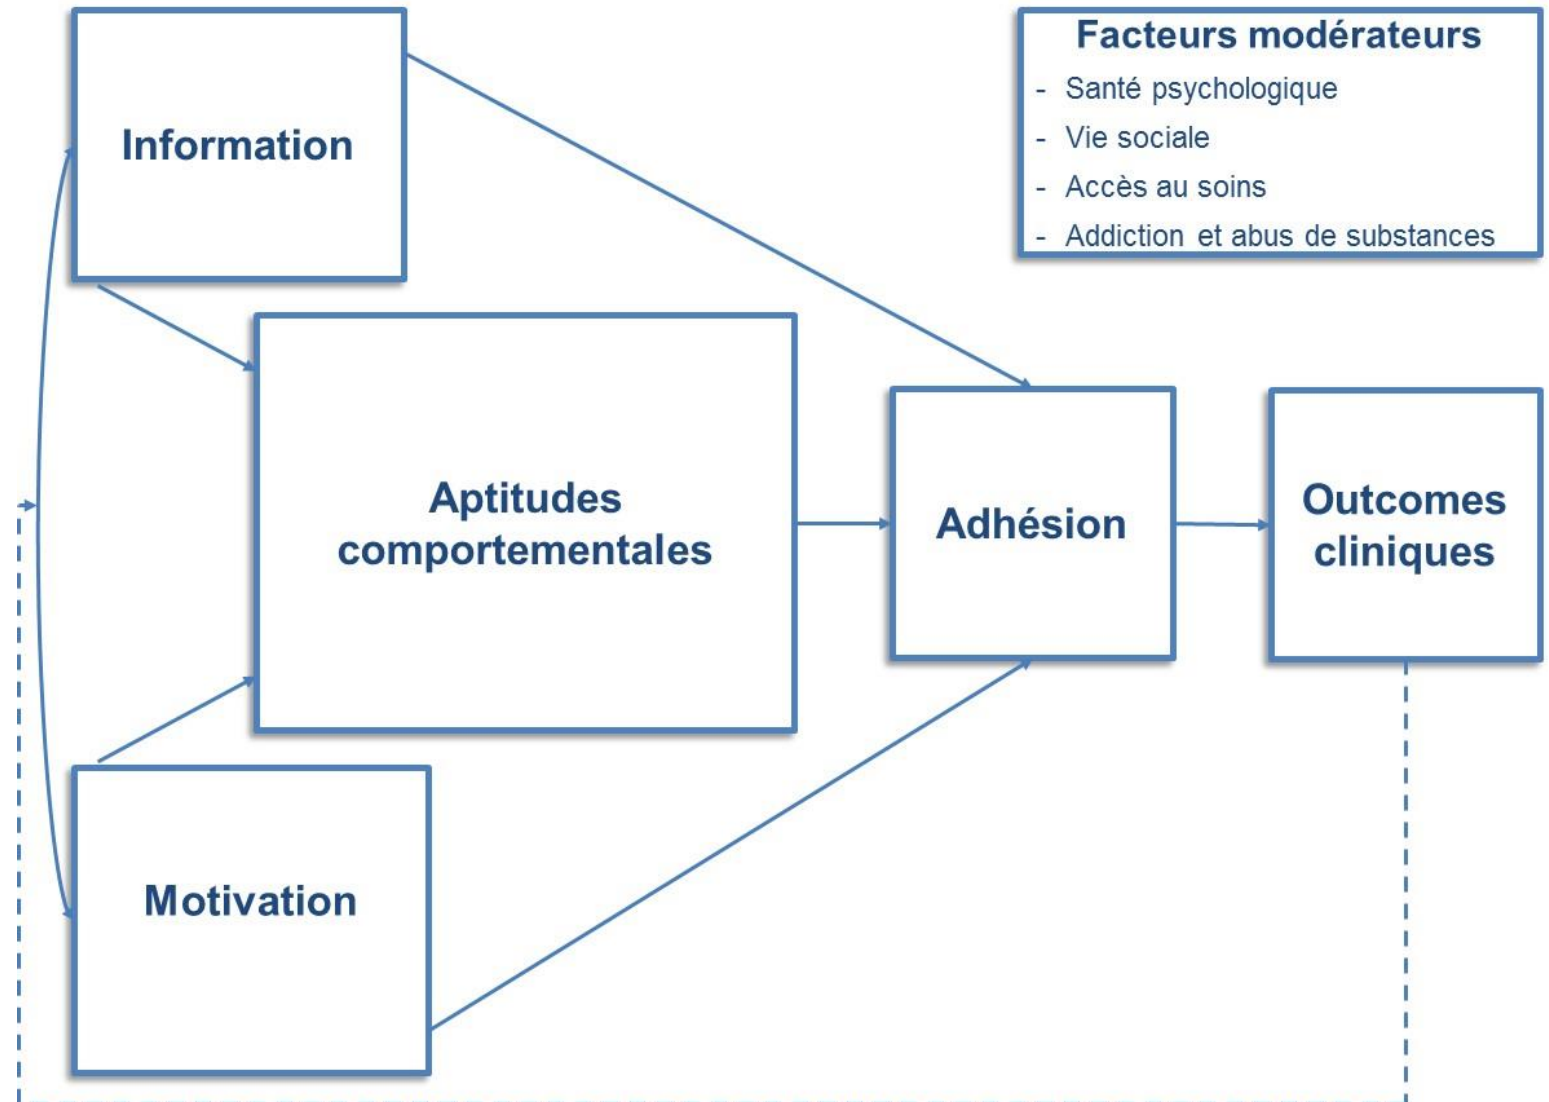 Information
Facteurs modérateurs
- Santé psychologique
- Vie sociale
- Accès au soins
- Addiction et abus de substances
Aptitudes
comportementales
Adhésion
Outcomes
cliniques
Motivation